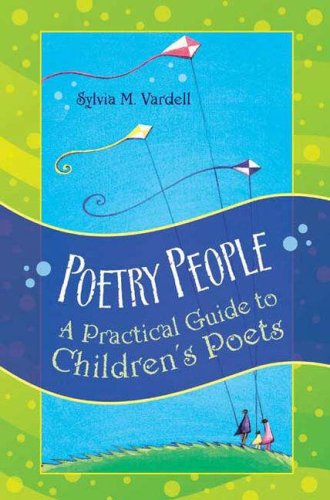 Sylvia M. Vardell
POETRY PEOPLE
A Practical Guide to
Children's Poets